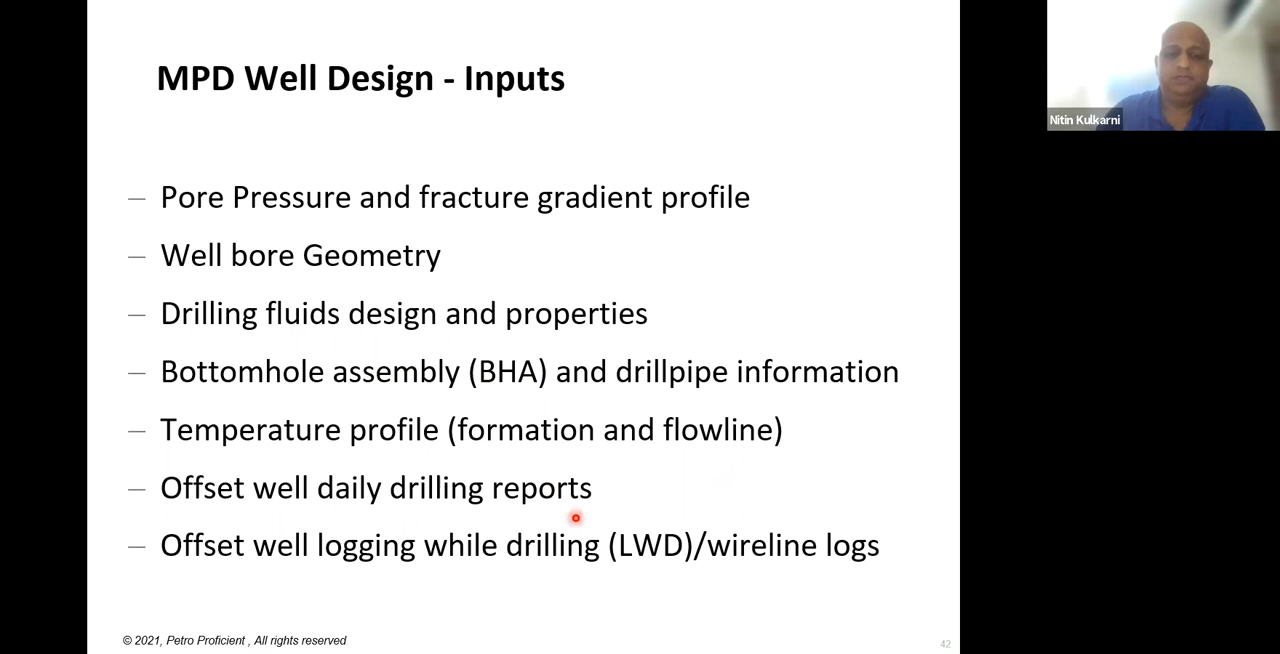 MPD Well Design - Inputs
– Pore Pressure and fracture gradient profile
– Well bore Geometry
– Drilling fluids design and properties
– Bottomhole assembly (BHA) and drillpipe information
– Temperature profile (formation and flowline)
– Offset well daily drilling reports
– Offset well logging while drilling (LWD)/wireline logs
© 2021, Petro Proficient , All rights reserved
42
Nitin Kulkarni